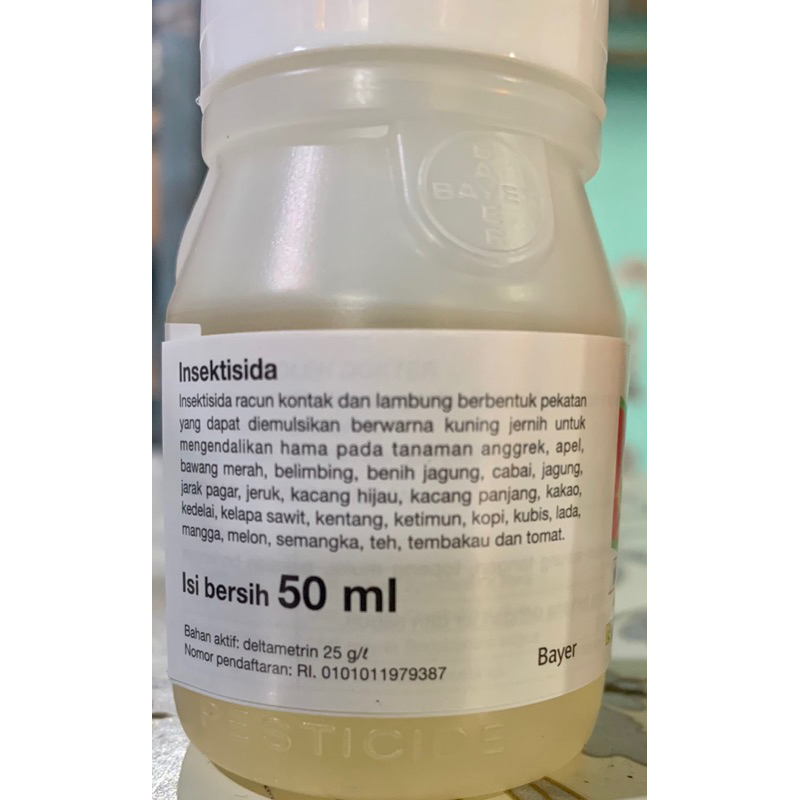 BAYER
BAYER
Insektisida
Insektisida racun kontak dan lambung berbentuk pekatan
yang dapat diemulsikan berwarna kuning jernih untuk
mengendalikan hama pada tanaman anggrek, apel,
bawang merah, belimbing, benih jagung, cabai, jagung,
jarak pagar, jeruk, kacang hijau, kacang panjang, kakao,
kedelai, kelapa sawit, kentang, ketimun, kopi, kubis, lada,
mangga, melon, semangka, teh, tembakau dan tomat.
Isi bersih 50 ml
Bahan aktif: deltametrin 25 g/ℓ
Nomor pendaftaran: RI. 0101011979387
Bayer
PESTICIDE